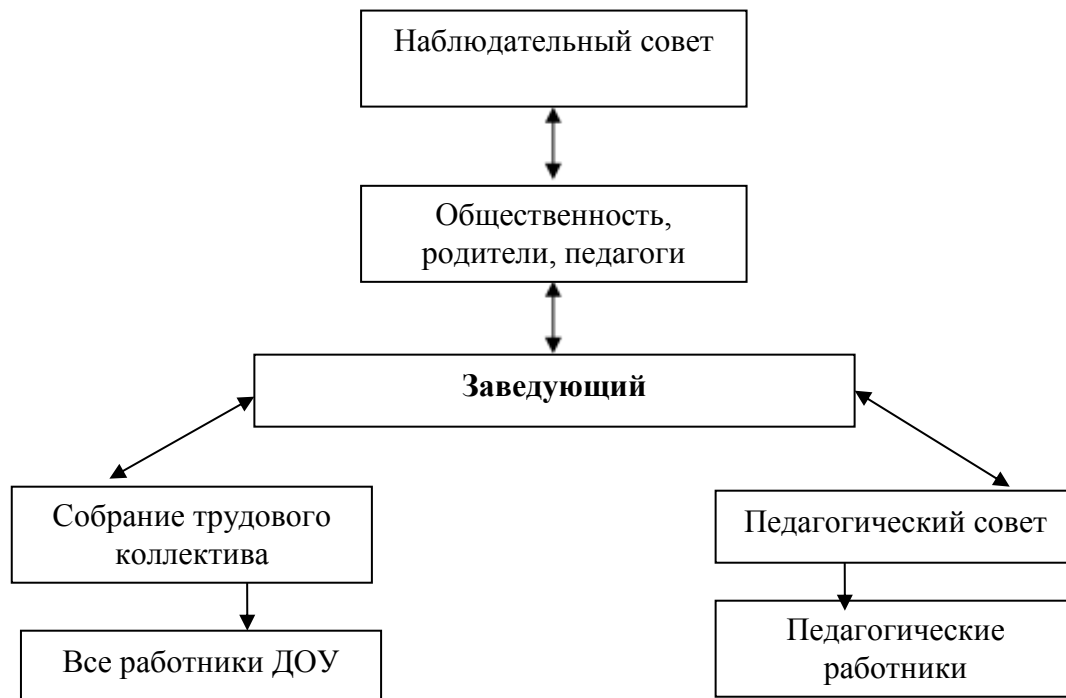 Наблюдательный совет
Общественность,
родители, педагоги
Заведующий
Собрание трудового
коллектива
Педагогический совет
Все работники ДОУ
Педагогические
работники